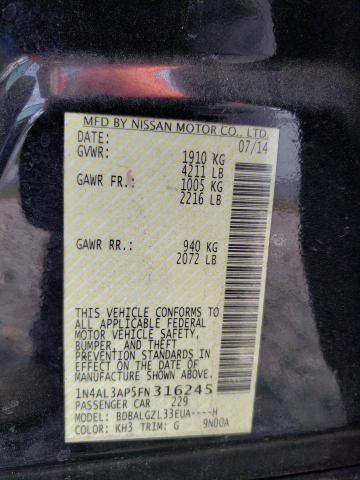 MFD BY NISSAN MOTOR CO., LTD.
DATE: 07/14
GVWR: 1910 KG
4211 LB
GAWR FR.: 1005 KG
2216 LB
GAWR RR.: 940 KG
2072 LB
THIS VEHICLE CONFORMS TO
ALL APPLICABLE FEDERAL
MOTOR VEHICLE SAFETY,
BUMPER, AND THEFT
PREVENTION STANDARDS IN
EFFECT ON THE DATE OF
MANUFACTURE SHOWN ABOVE.
1N4AL3AP5FN316245
PASSENGER CAR 229
MODEL: BDBALGZL33EUA----H
COLOR: KH3 TRIM: G 9N00A